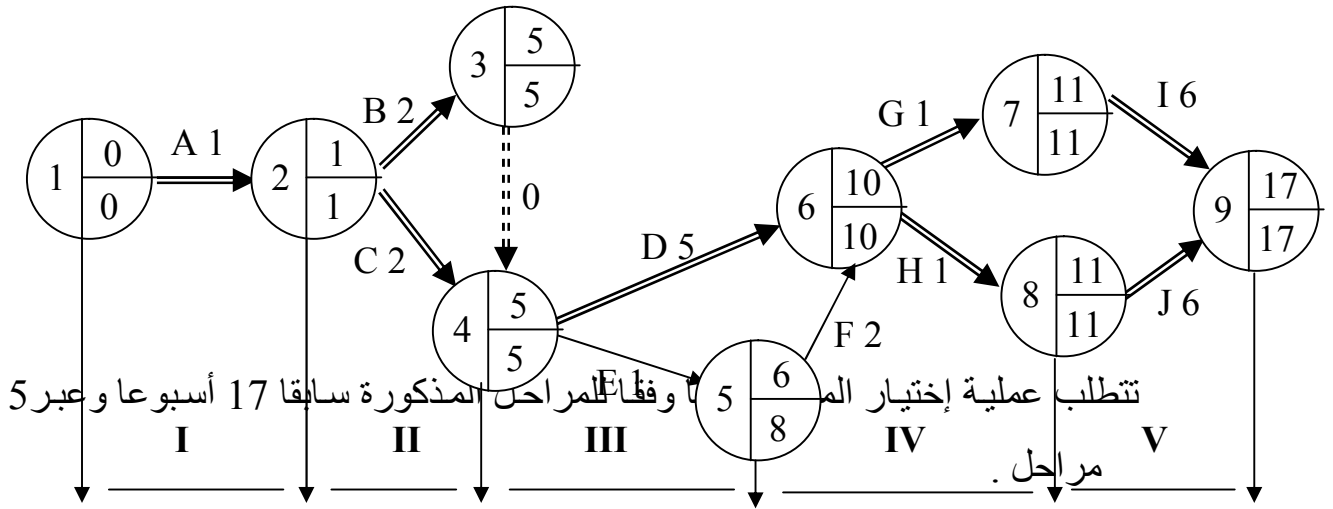 3 5 5
B 2
G 1
7 11 11
I 6
1 0 0
A 1
2 1 1
0
C 2
D 5
6 10 10
H 1
9 17 17
8 11 11
J 6
4 5 5
E 1
F 2
5 6 8
تتطلب عملية إختيار وفقا للمراحل المذكورة سابقا 17 أسبوعا وعبر 5
I II III IV V
مراحل .